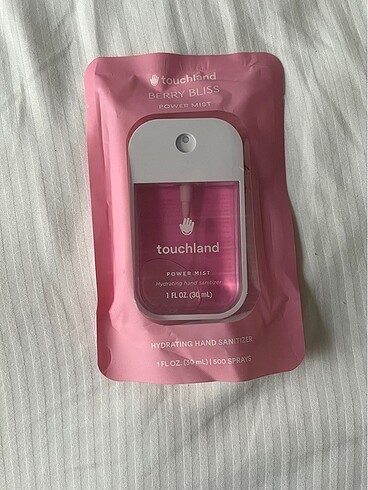 touchland
BERRY BLISS
POWER MIST
touchland
POWER MIST
Hydrating hand sanitizer
1 FL OZ. (30 mL)
HYDRATING HAND SANITIZER
1 FL OZ. (30 mL) | 500 SPRAYS